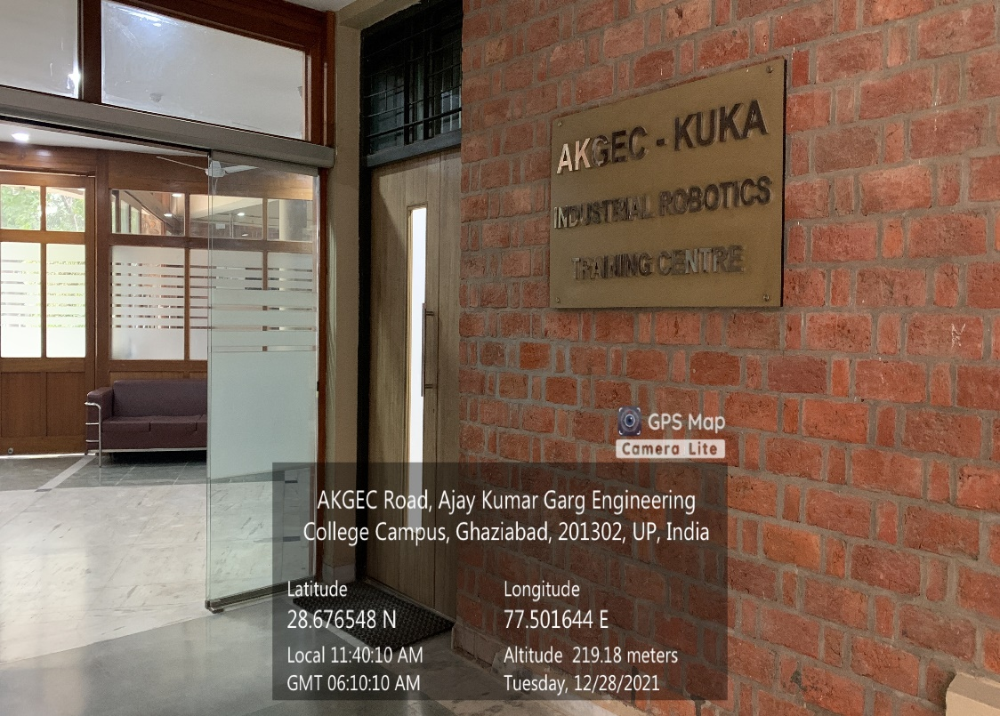 AKGEC - KUKA
INDUSTRIAL ROBOTICS
TRAINING CENTRE
GPS Map
Camera Lite
AKGEC Road, Ajay Kumar Garg Engineering
College Campus, Ghaziabad, 201302, UP, India
Latitude
28.676548 N
Longitude
77.501644 E
Local 11:40:10 AM
GMT 06:10:10 AM
Altitude 219.18 meters
Tuesday, 12/28/2021